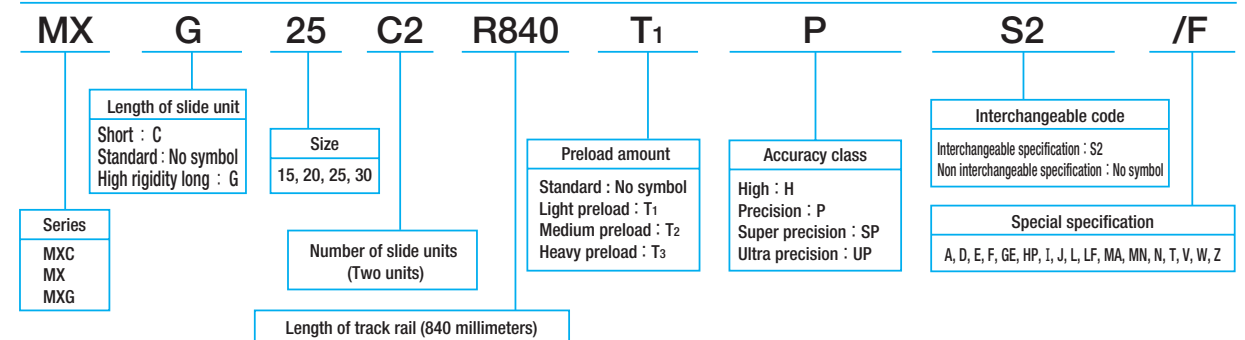 MX G 25 C2 R840 T1 P S2 /F
Length of slide unit
Short : C
Standard : No symbol
High rigidity long : G
Size
15, 20, 25, 30
Series
MXC
MX
MXG
Number of slide units
(Two units)
Length of track rail (840 millimeters)
Preload amount
Standard : No symbol
Light preload : T1
Medium preload : T2
Heavy preload : T3
Accuracy class
High : H
Precision : P
Super precision : SP
Ultra precision : UP
Interchangeable code
Interchangeable specification : S2
Non interchangeable specification : No symbol
Special specification
A, D, E, F, GE, HP, I, J, L, LF, MA, MN, N, T, V, W, Z